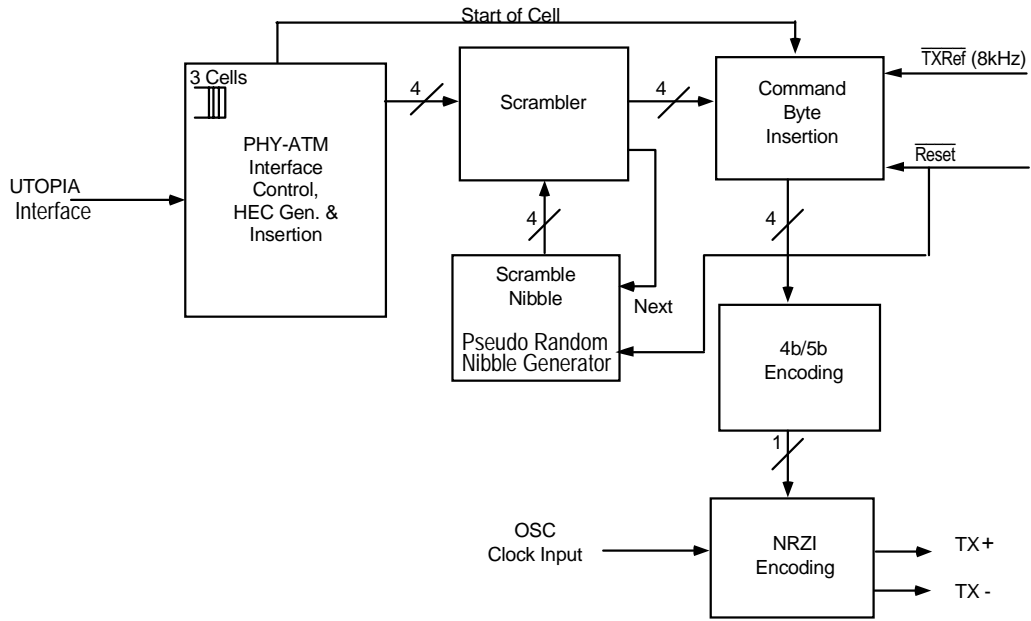 Start of Cell
3 Cells
PHY-ATM
Interface
Control,
HEC Gen. &
Insertion
UTOPIA
Interface
4
Scrambler
4
Command
Byte
Insertion
TXRef (8kHz)
Reset
4
Scramble
Nibble
Pseudo Random
Nibble Generator
Next
4
4b/5b
Encoding
1
OSC
Clock Input
NRZI
Encoding
TX+
TX -